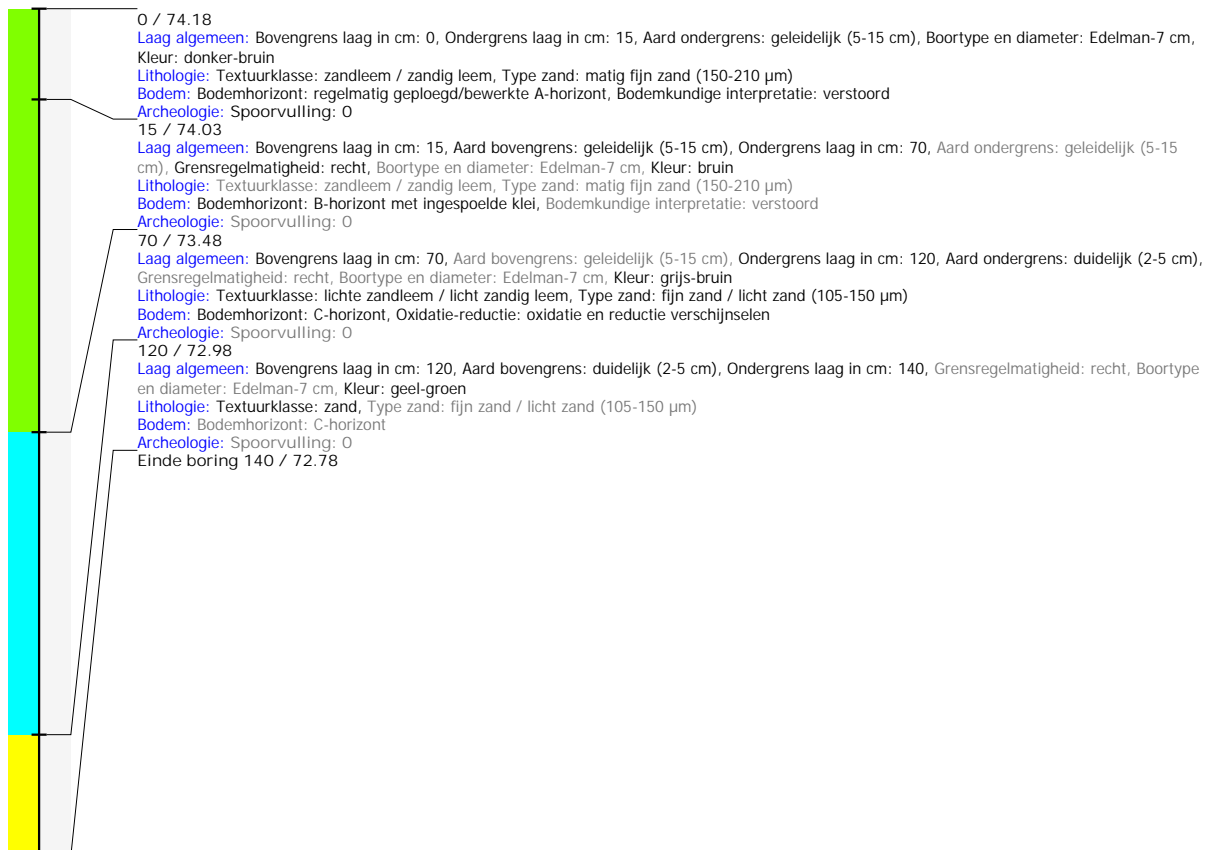 0 / 74.18
Laag algemeen: Bovengrens laag in cm: 0, Ondergrens laag in cm: 15, Aard ondergrens: geleidelijk (5-15 cm), Boortype en diameter: Edelman-7 cm,
Kleur: donker-bruin
Lithologie: Textuurklasse: zandleem / zandig leem, Type zand: matig fijn zand (150-210 µm)
Bodem: Bodemhorizont: regelmatig geploegd/bewerkte A-horizont, Bodemkundige interpretatie: verstoord
Archeologie: Spoorvulling: 0
15 / 74.03
Laag algemeen: Bovengrens laag in cm: 15, Aard bovengrens: geleidelijk (5-15 cm), Ondergrens laag in cm: 70, Aard ondergrens: geleidelijk (5-15
cm), Grensregelmatigheid: recht, Boortype en diameter: Edelman-7 cm, Kleur: bruin
Lithologie: Textuurklasse: zandleem / zandig leem, Type zand: matig fijn zand (150-210 µm)
Bodem: Bodemhorizont: B-horizont met ingespoelde klei, Bodemkundige interpretatie: verstoord
Archeologie: Spoorvulling: 0
70 / 73.48
Laag algemeen: Bovengrens laag in cm: 70, Aard bovengrens: geleidelijk (5-15 cm), Ondergrens laag in cm: 120, Aard ondergrens: duidelijk (2-5 cm),
Grensregelmatigheid: recht, Boortype en diameter: Edelman-7 cm, Kleur: grijs-bruin
Lithologie: Textuurklasse: lichte zandleem / licht zandig leem, Type zand: fijn zand / licht zand (105-150 µm)
Bodem: Bodemhorizont: C-horizont, Oxidatie-reductie: oxidatie en reductie verschijnselen
Archeologie: Spoorvulling: 0
120 / 72.98
Laag algemeen: Bovengrens laag in cm: 120, Aard bovengrens: duidelijk (2-5 cm), Ondergrens laag in cm: 140, Grensregelmatigheid: recht, Boortype
en diameter: Edelman-7 cm, Kleur: geel-groen
Lithologie: Textuurklasse: zand, Type zand: fijn zand / licht zand (105-150 µm)
Bodem: Bodemhorizont: C-horizont
Archeologie: Spoorvulling: 0
Einde boring 140 / 72.78